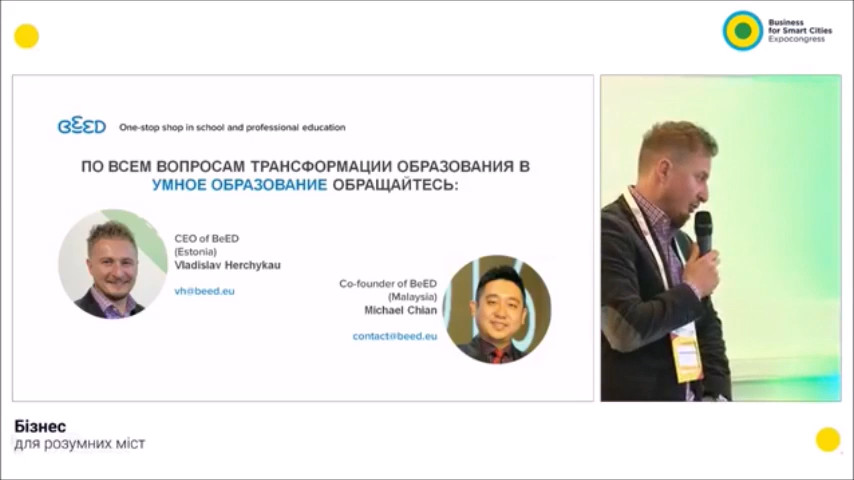 Business
for Smart Cities
Expocongress
BEED
One-stop shop in school and professional education
ПО ВСЕМ ВОПРОСАМ ТРАНСФОРМАЦИИ ОБРАЗОВАНИЯ В
УМНОЕ ОБРАЗОВАНИЕ ОБРАЩАЙТЕСЬ:
CEO of BeED
(Estonia)
Vladislav Herchykau
vh@beed.eu
Co-founder of BeED
(Malaysia)
Michael Chian
contact@beed.eu
Бізнес
для розумних міст